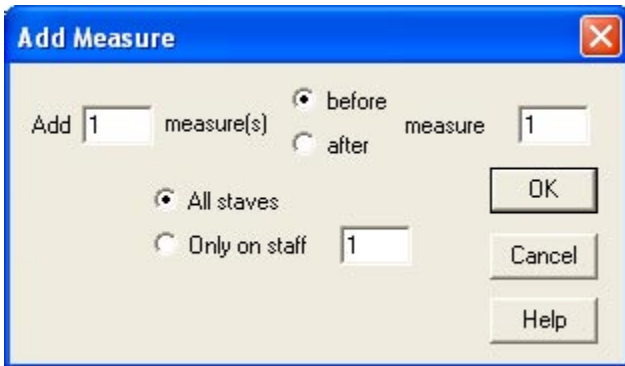 Add Measure
before
Add 1 measure(s) measure 1
after
All staves
OK
Only on staff 1
Cancel
Help